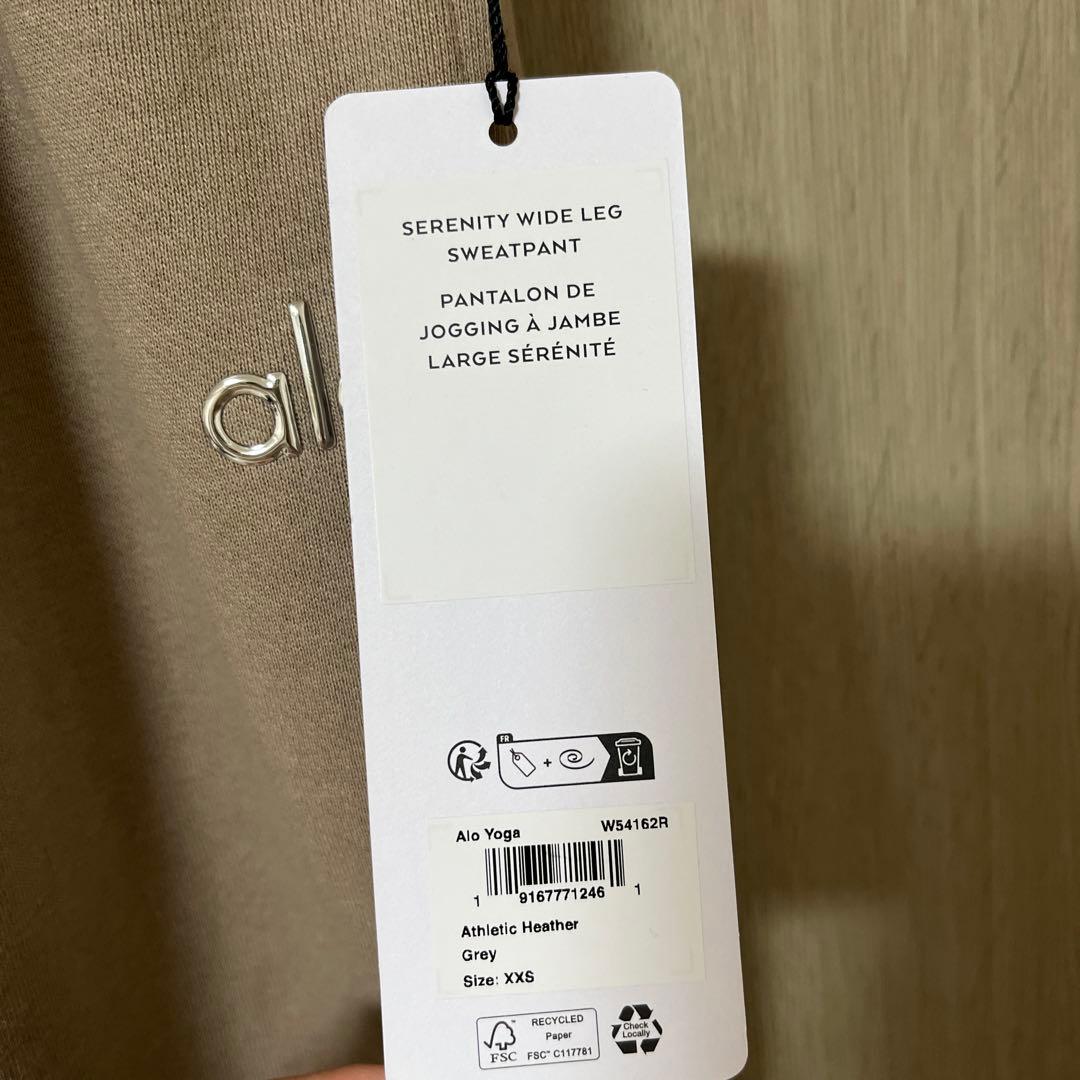 SERENITY WIDE LEG
SWEATPANT
PANTALON DE
JOGGING À JAMBE
LARGE SÉRÉNITÉ
al
FR
+
Alo Yoga W54162R
1 9167771246 1
Athletic Heather
Grey
Size: XXS
RECYCLED
Paper
FSC™ C117781
FSC™
Check
Locally